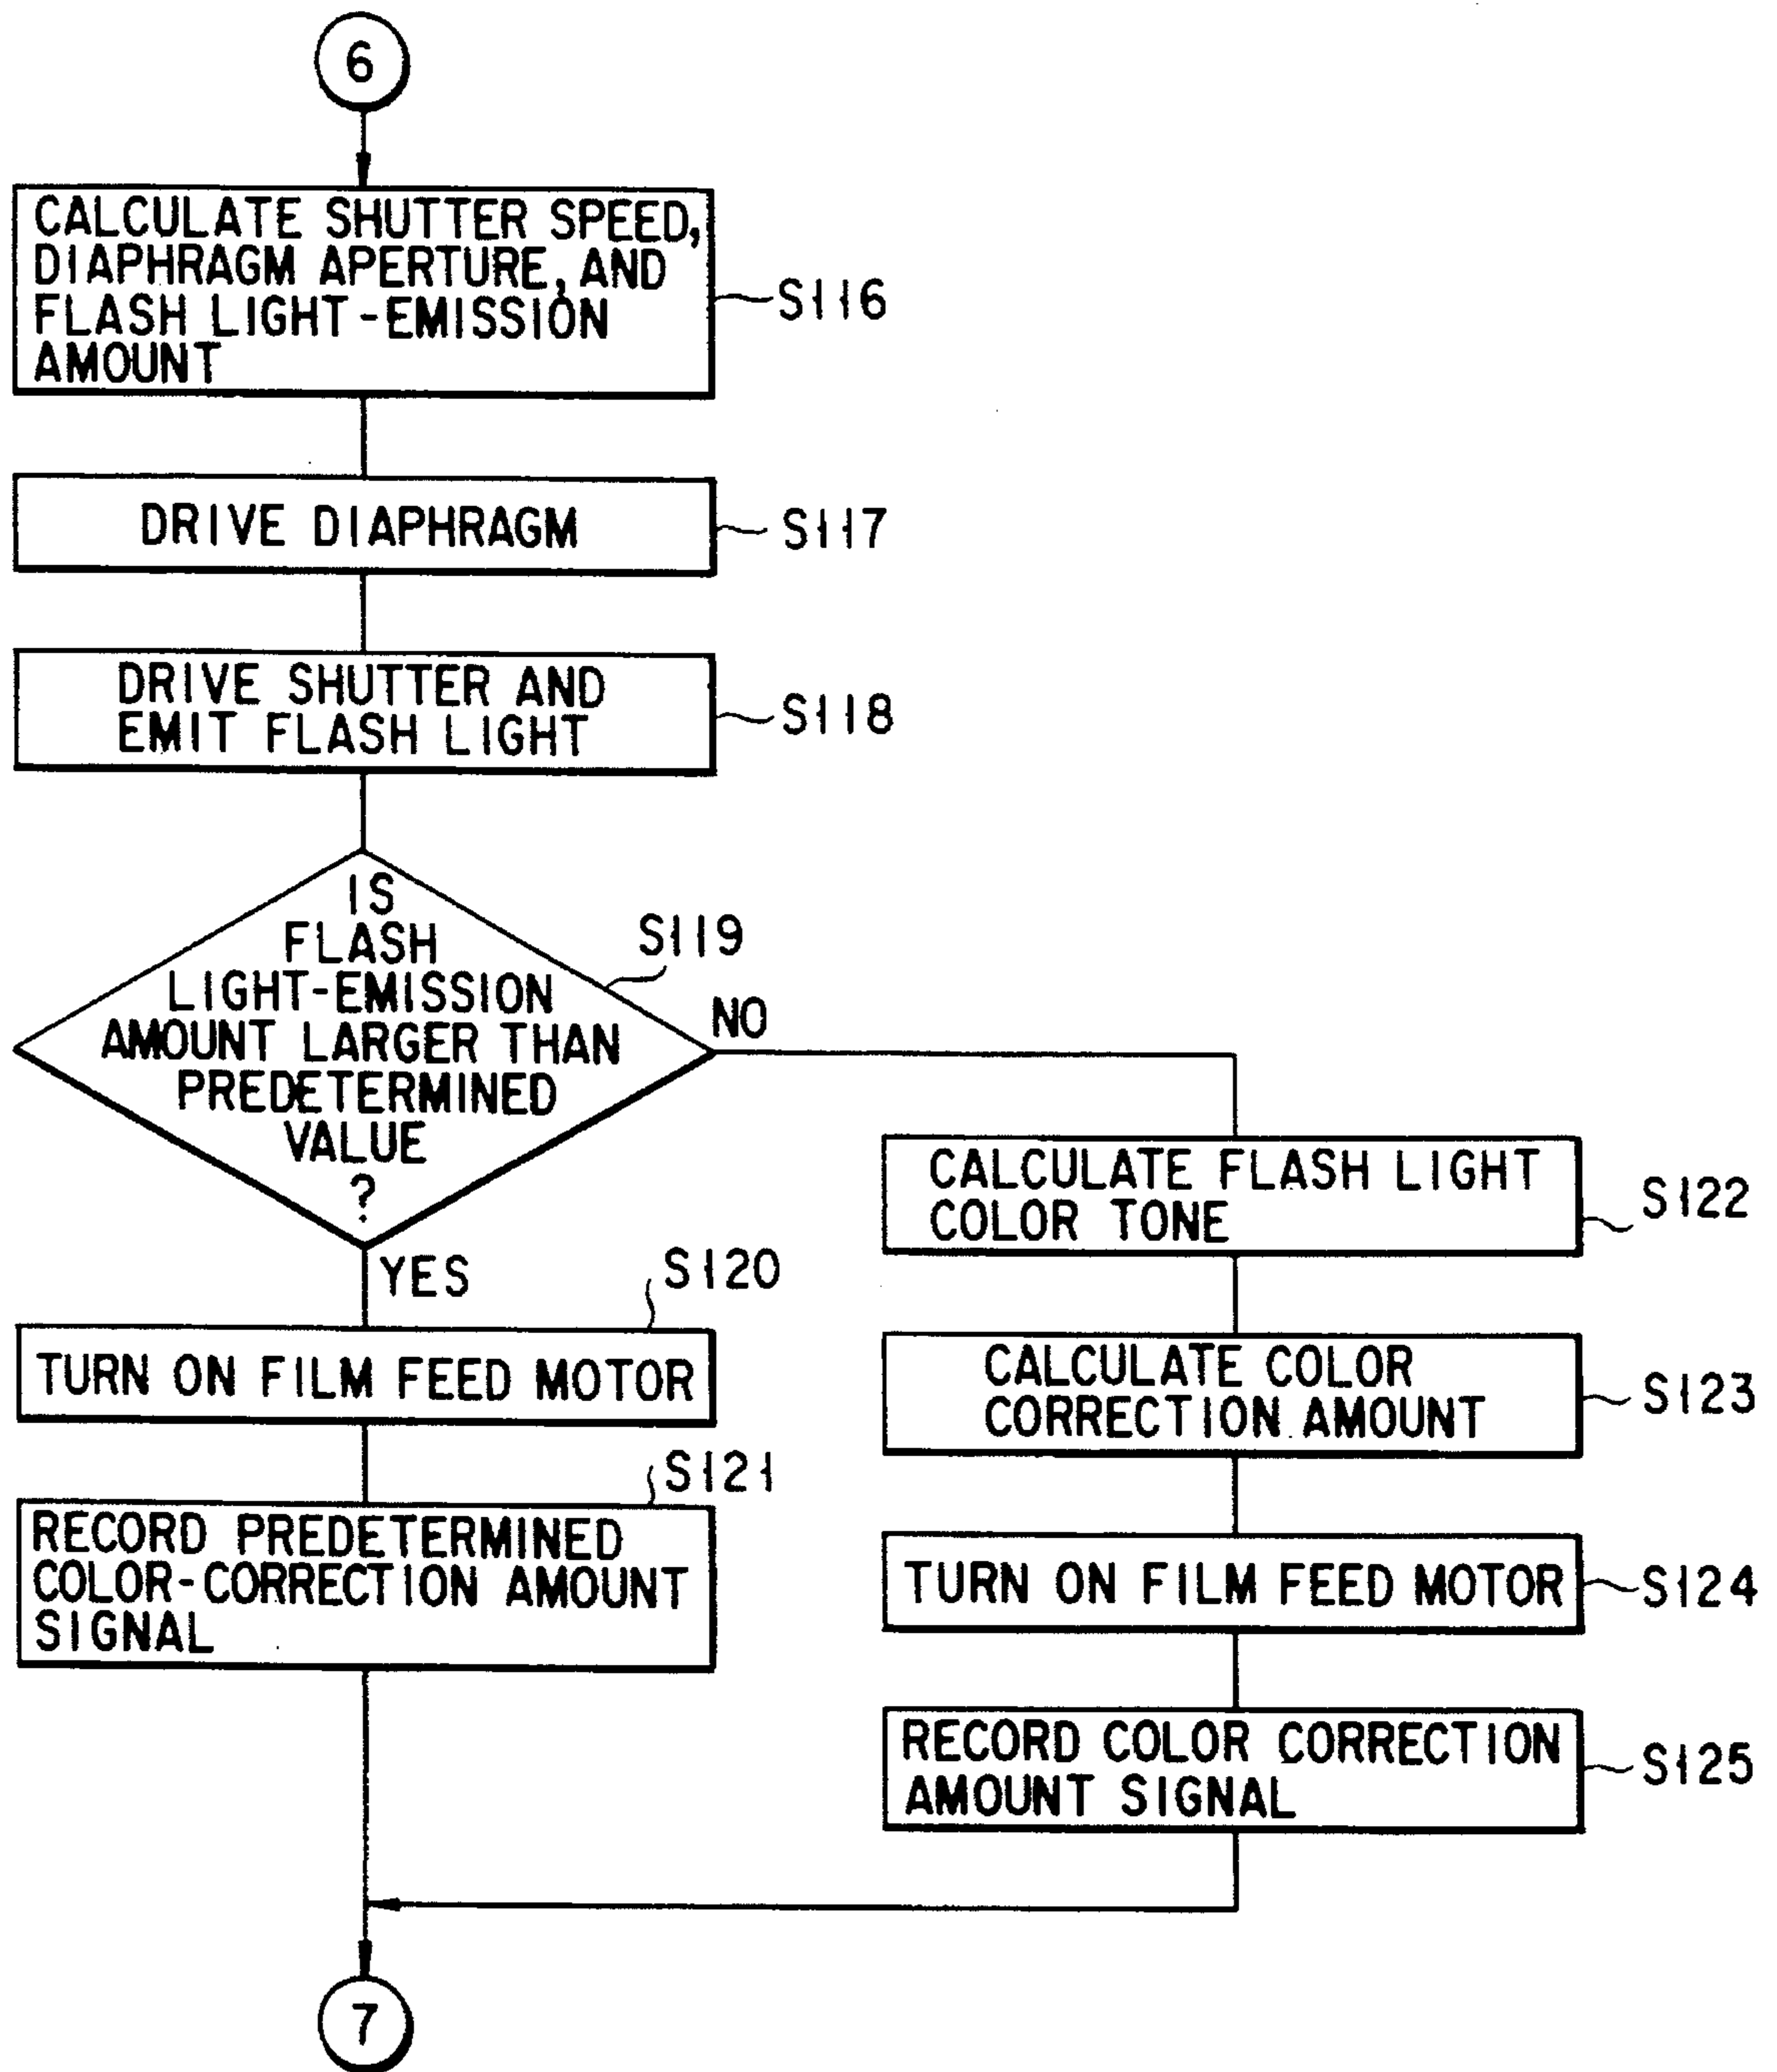 6
CALCULATE SHUTTER SPEED,
DIAPHRAGM APERTURE, AND
FLASH LIGHT-EMISSION
AMOUNT
S116
DRIVE DIAPHRAGM
S117
DRIVE SHUTTER AND
EMIT FLASH LIGHT
S118
IS
FLASH
LIGHT-EMISSION
AMOUNT LARGER THAN
PREDETERMINED
VALUE
?
S119
NO
YES
S120
TURN ON FILM FEED MOTOR
S121
RECORD PREDETERMINED
COLOR-CORRECTION AMOUNT
SIGNAL
CALCULATE FLASH LIGHT
COLOR TONE
S122
CALCULATE COLOR
CORRECTION AMOUNT
S123
TURN ON FILM FEED MOTOR
S124
RECORD COLOR CORRECTION
AMOUNT SIGNAL
S125
7